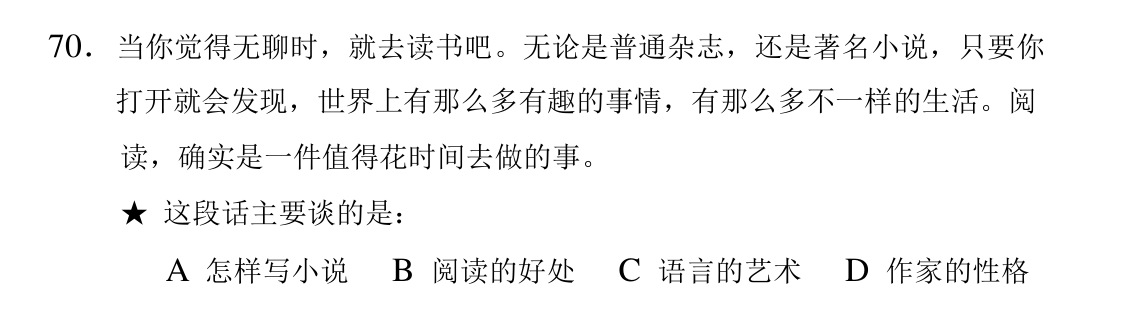 70. 当你觉得无聊时，就去读书吧。无论是普通杂志，还是著名小说，只要你
打开就会发现，世界上有那么多有趣的事情，有那么多不一样的生活。阅
读，确实是一件值得花时间去做的事。
★ 这段话主要谈的是：
A 怎样写小说 B 阅读的好处 C 语言的艺术 D 作家的性格